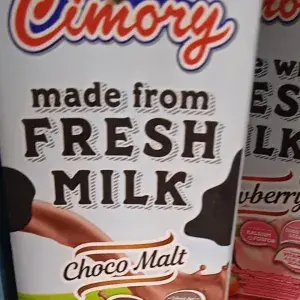 Cimory
made from
FRESH
MILK
Choco Malt